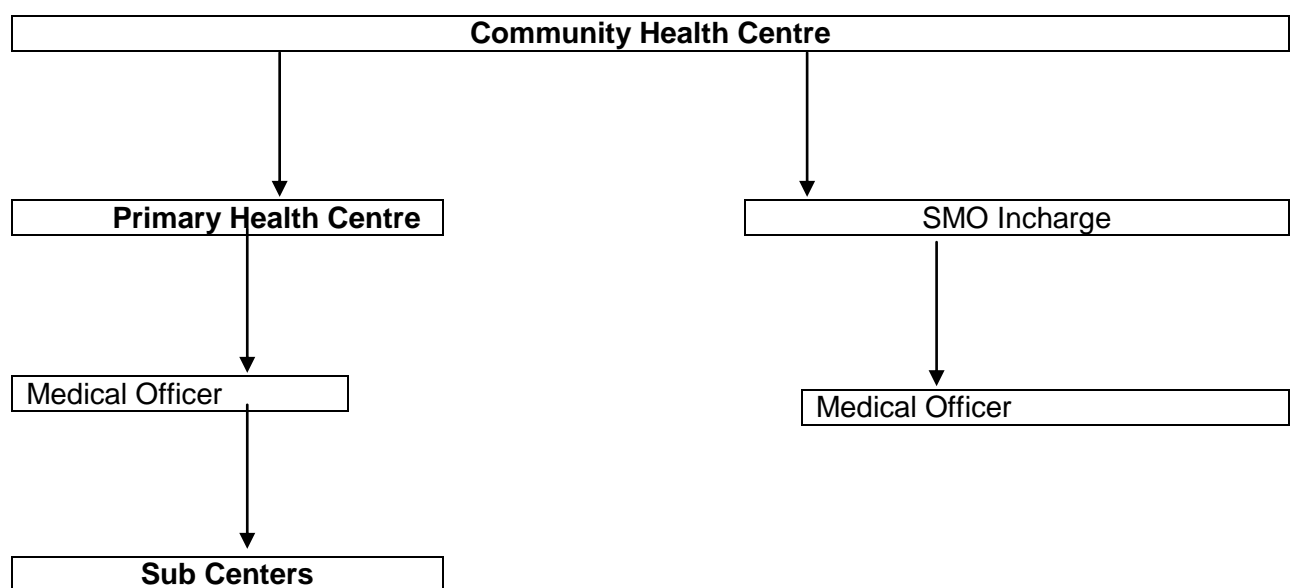 Community Health Centre
Primary Health Centre
SMO Incharge
Medical Officer
Medical Officer
Sub Centers